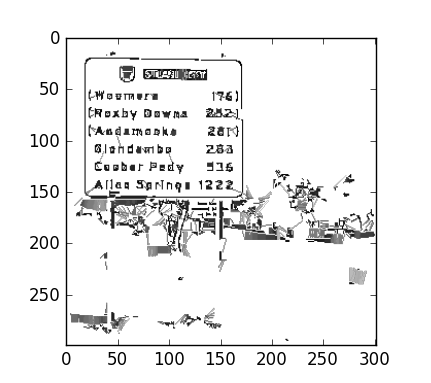 0
50
(Woomera 176)
(Roxby Downs 252)
100
(Andamooka 281)
Glendambo
Coober Pedy 536
Alice Springs 1222
150
200
250
0 50 100 150 200 250 300